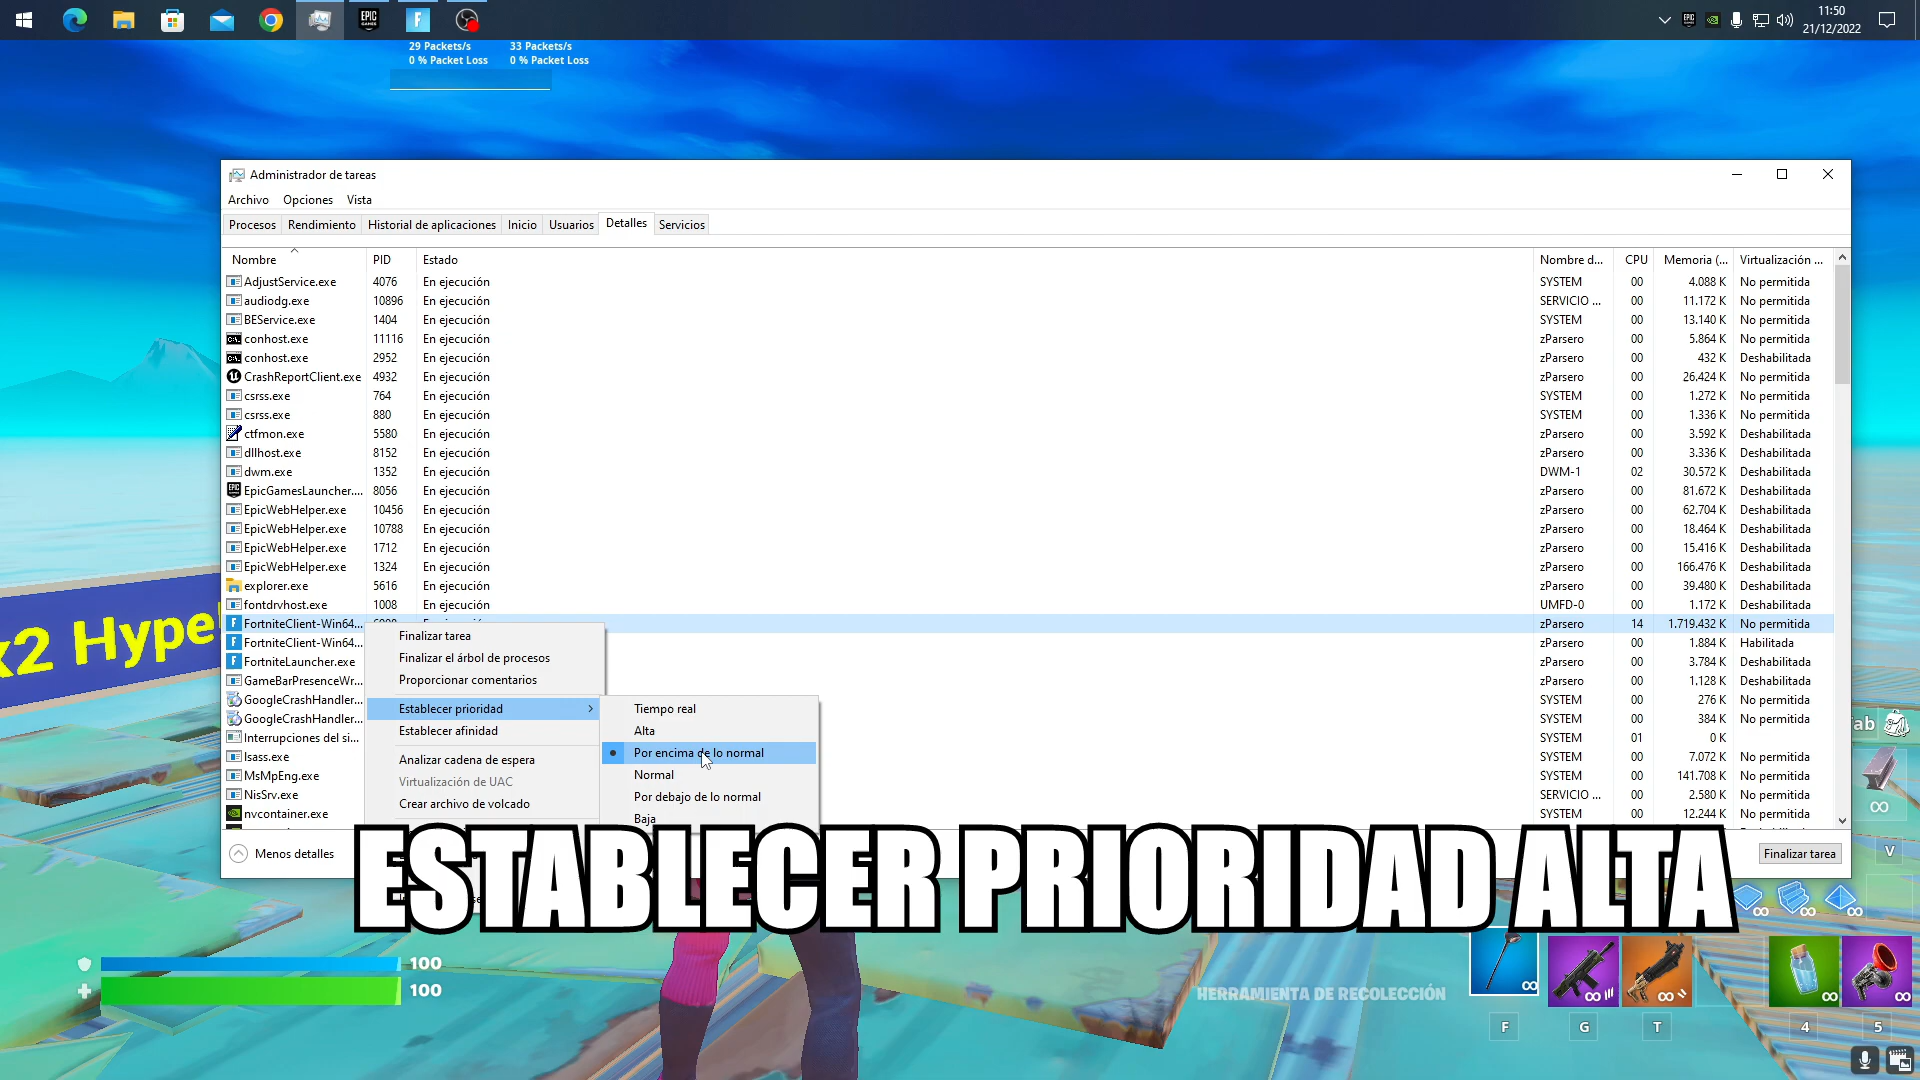 11:50
21/12/2022
29 Packets/s 33 Packets/s
0 % Packet Loss 0 % Packet Loss
Administrador de tareas
Archivo Opciones Vista
Procesos Rendimiento Historial de aplicaciones Inicio Usuarios Detalles Servicios
Nombre PID Estado Nombre d... CPU Memoria (... Virtualización ...
AdjustService.exe 4076 En ejecución SYSTEM 00 4.088 K No permitida
audiodg.exe 10896 En ejecución SERVICIO ... 00 11.172 K No permitida
BEService.exe 1404 En ejecución SYSTEM 00 13.140 K No permitida
conhost.exe 11116 En ejecución zParsero 00 5.864 K No permitida
conhost.exe 2952 En ejecución zParsero 00 432 K Deshabilitada
CrashReportClient.exe 4932 En ejecución zParsero 00 26.424 K No permitida
csrss.exe 764 En ejecución SYSTEM 00 1.272 K No permitida
csrss.exe 880 En ejecución SYSTEM 00 1.336 K No permitida
ctfmon.exe 5580 En ejecución zParsero 00 3.592 K Deshabilitada
dllhost.exe 8152 En ejecución zParsero 00 3.336 K Deshabilitada
dwm.exe 1352 En ejecución DWM-1 02 30.572 K Deshabilitada
EpicGamesLauncher.... 8056 En ejecución zParsero 00 81.672 K Deshabilitada
EpicWebHelper.exe 10456 En ejecución zParsero 00 62.704 K Deshabilitada
EpicWebHelper.exe 10788 En ejecución zParsero 00 18.464 K Deshabilitada
EpicWebHelper.exe 1712 En ejecución zParsero 00 15.416 K Deshabilitada
EpicWebHelper.exe 1324 En ejecución zParsero 00 166.476 K Deshabilitada
explorer.exe 5616 En ejecución zParsero 00 39.480 K Deshabilitada
fontdrvhost.exe 1008 En ejecución UMFD-0 00 1.172 K Deshabilitada
FortniteClient-Win64... zParsero 14 1.719.432 K No permitida
FortniteClient-Win64... zParsero 00 1.884 K Habilitada
FortniteLauncher.exe zParsero 00 3.784 K Deshabilitada
GameBarPresenceWr... zParsero 00 1.128 K Deshabilitada
GoogleCrashHandler... SYSTEM 00 276 K No permitida
GoogleCrashHandler... SYSTEM 00 384 K No permitida
Interrupciones del si... SYSTEM 01 0 K
lsass.exe SYSTEM 00 7.072 K No permitida
MsMpEng.exe SYSTEM 00 141.708 K No permitida
NisSrv.exe SERVICIO ... 00 2.580 K No permitida
nvcontainer.exe SYSTEM 00 12.244 K No permitida
Finalizar tarea
Finalizar el árbol de procesos
Proporcionar comentarios
Establecer prioridad
Establecer afinidad
Analizar cadena de espera
Virtualización de UAC
Crear archivo de volcado
Tiempo real
Alta
Por encima de lo normal
Normal
Por debajo de lo normal
Baja
x2 Hype!
Menos detalles Finalizar tarea
ESTABLECER PRIORIDAD ALTA
V
100
100
HERRAMIENTA DE RECOLECCIÓN
F G T 4 5